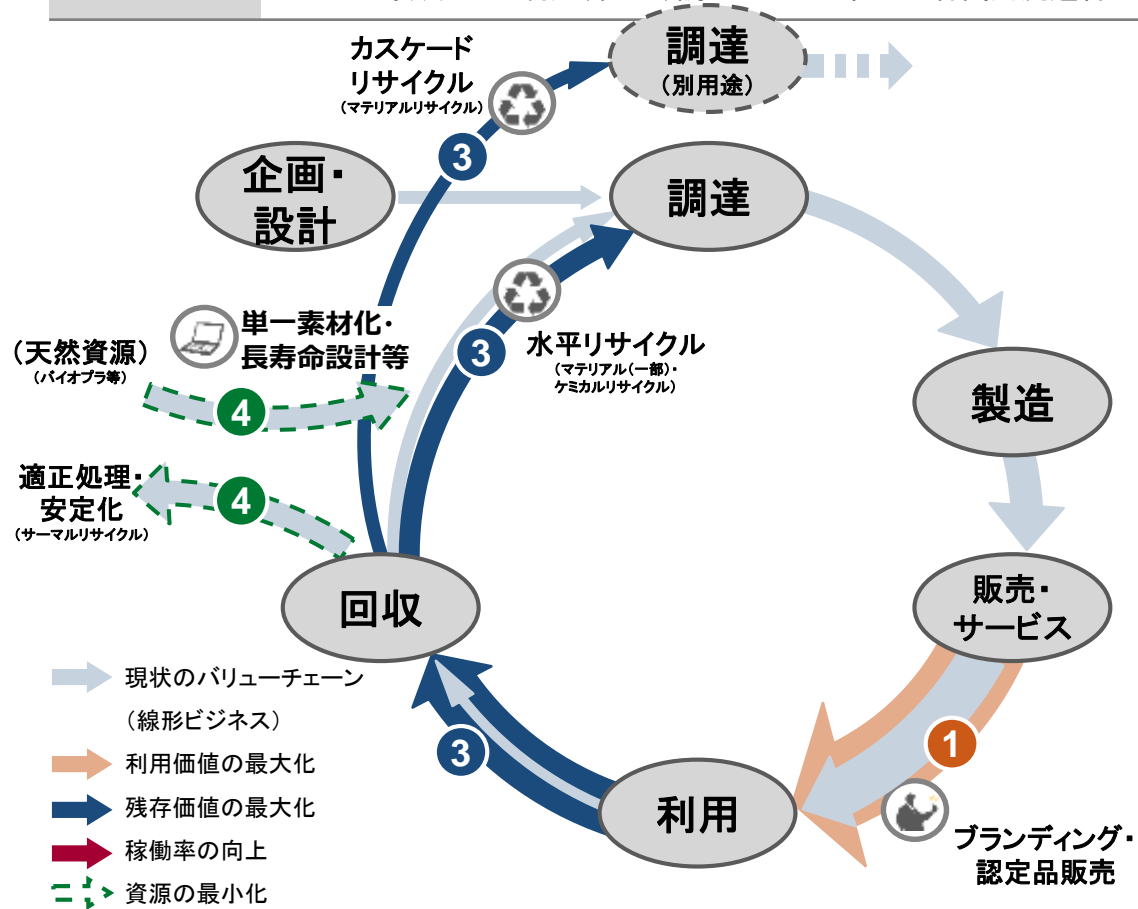 カスケード
リサイクル
（マテリアルリサイクル）
調達
（別用途）
3
企画・
設計
調達
単一素材化・
長寿命設計等
（天然資源）
（バイオプラ等）
3
水平リサイクル
（マテリアル（一部）・
ケミカルリサイクル）
4
製造
適正処理・
安定化
（サーマルリサイクル）
4
回収
販売・
サービス
現状のバリューチェーン
（線形ビジネス）
利用価値の最大化
残存価値の最大化
稼働率の向上
資源の最小化
3
利用
1
ブランディング・
認定品販売